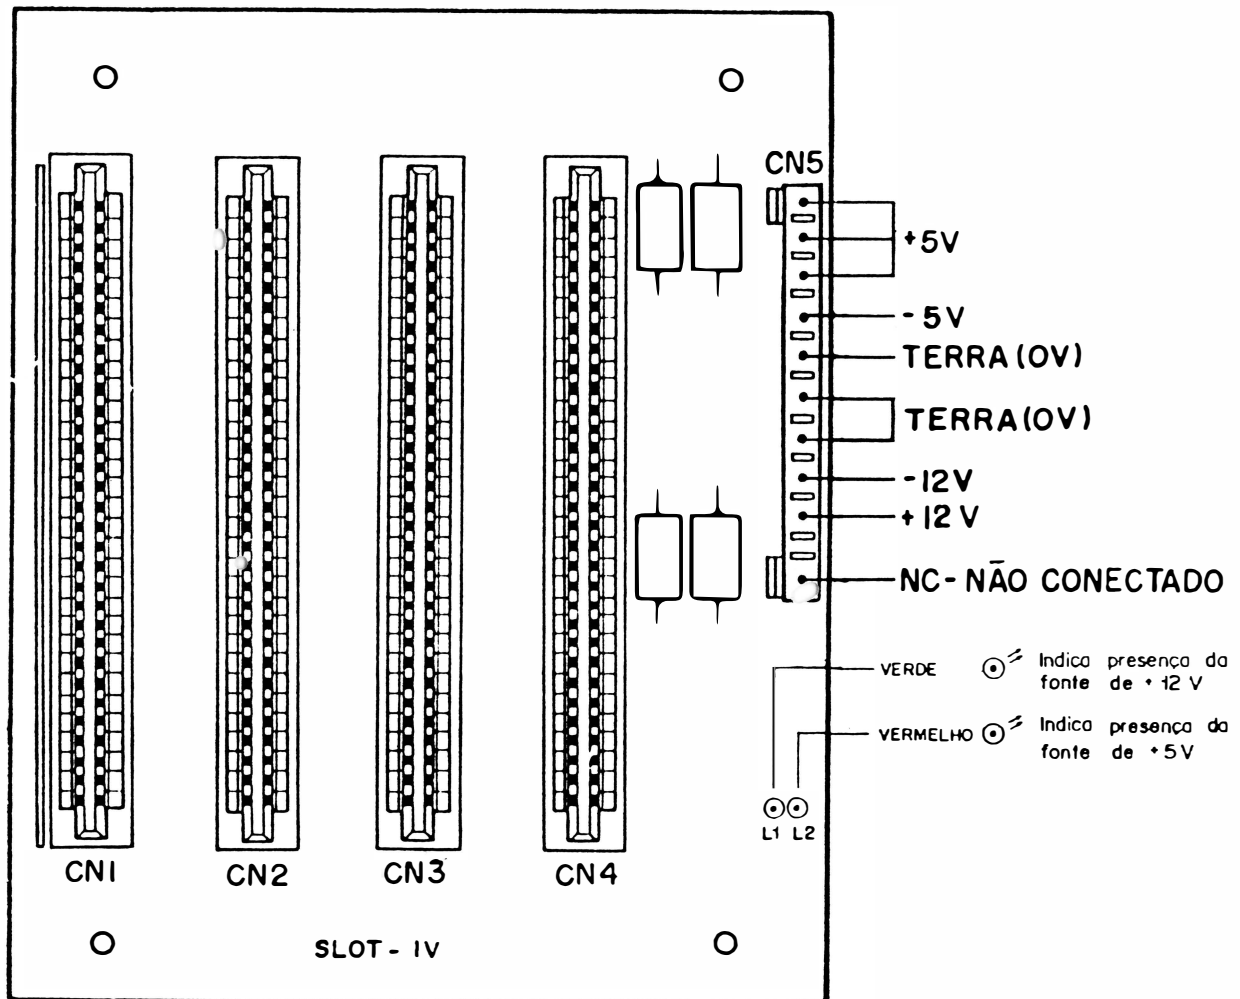 CN5
+5V
-5V
TERRA(0V)
TERRA(0V)
-12V
+12V
NC-NÃO CONECTADO
VERDE Indica presença da
fonte de +12V
VERMELHO Indica presença da
fonte de +5V
L1 L2
CN1 CN2 CN3 CN4
SLOT-IV